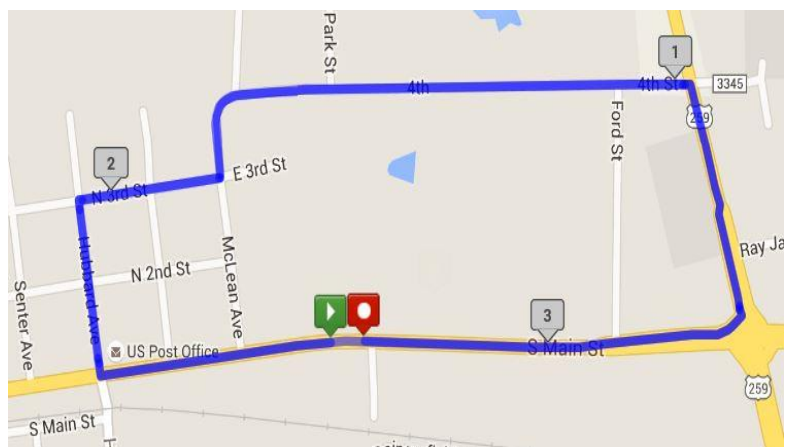 Park St
1
4th
4th St
3345
259
Ford St
2
E 3rd St
N 3rd St
Hubbard Ave
McLean Ave
Ray Ja
N 2nd St
Senter Ave
3
US Post Office
S Main St
259
S Main St
H